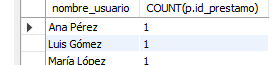 nombre_usuario COUNT(p.id_prestamo)
Ana Pérez 1
Luis Gómez 1
María López 1